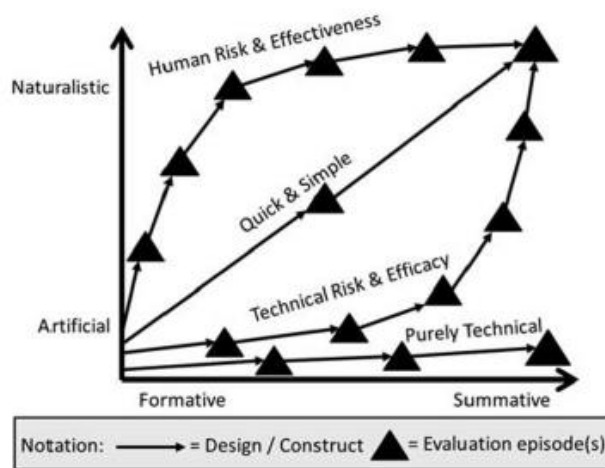 Human Risk & Effectiveness
Naturalistic
Quick & Simple
Technical Risk & Efficacy
Artificial
Purely Technical
Formative
Summative
Notation: = Design / Construct = Evaluation episode(s)